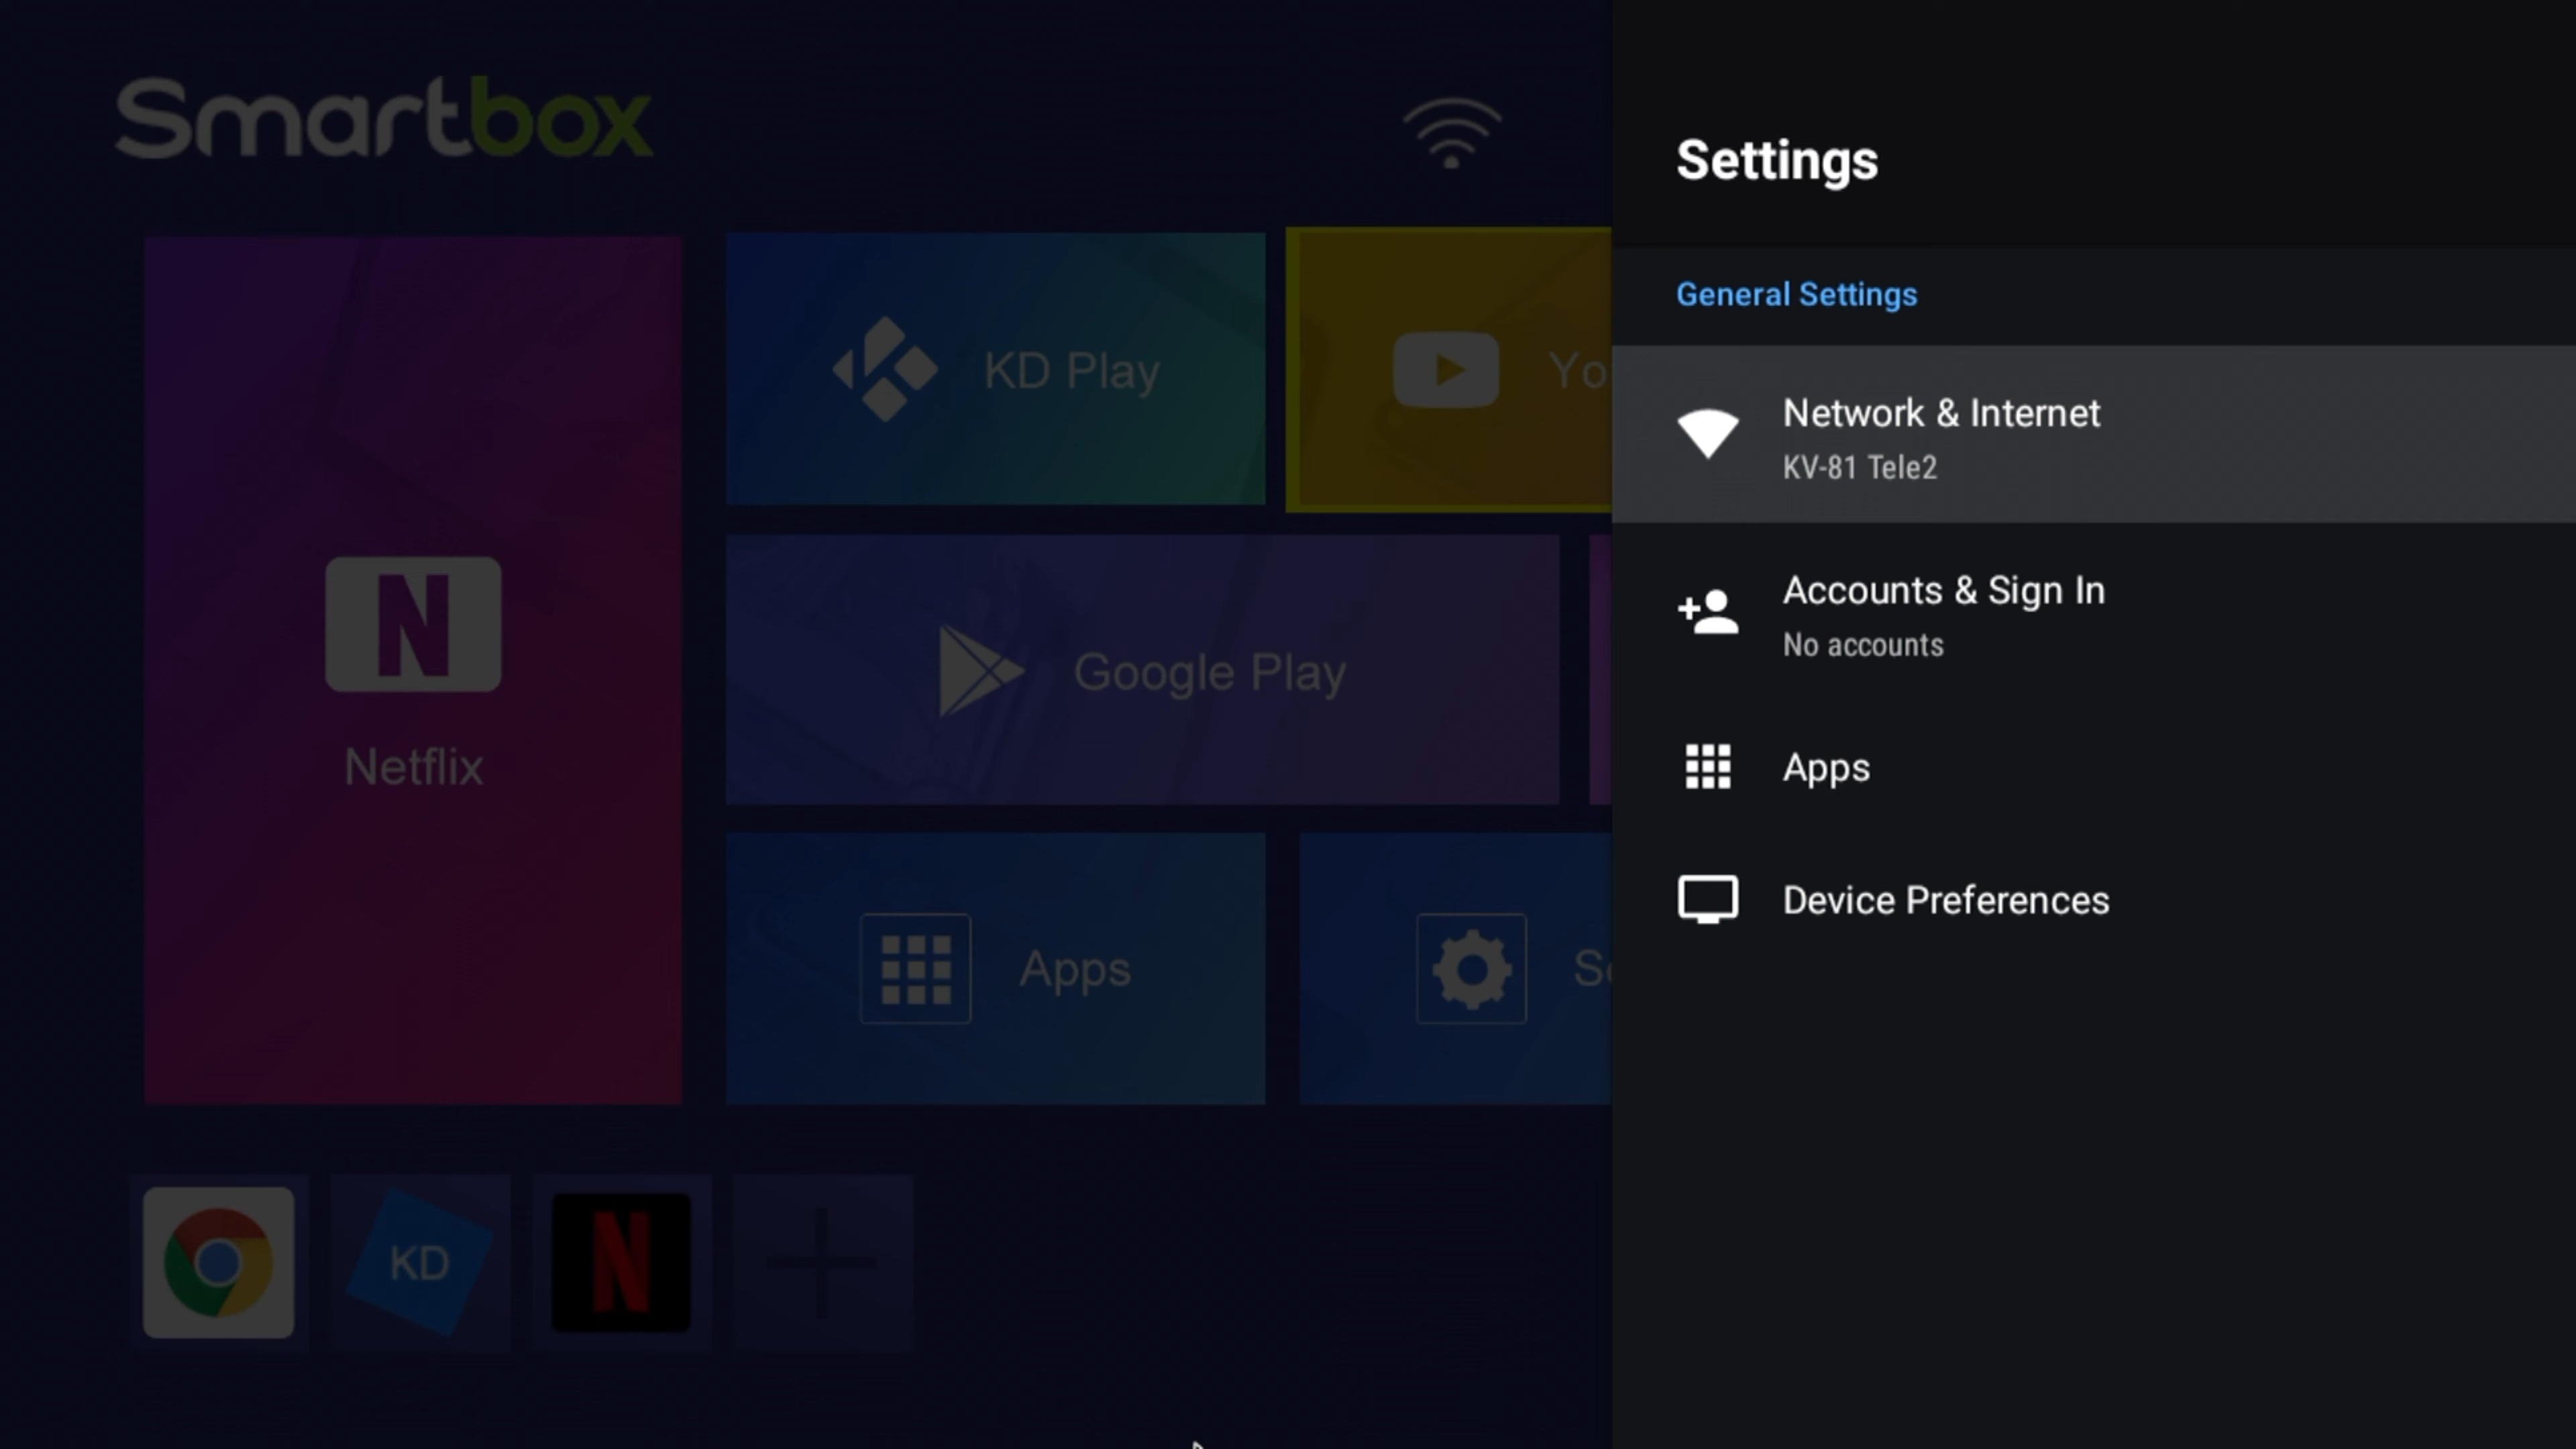 Smartbox
Netflix
KD Play
Yo
Google Play
Apps
KD
Settings
General Settings
Network & Internet
KV-81 Tele2
Accounts & Sign In
No accounts
Apps
Device Preferences